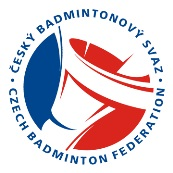 ČESKÝ BADMINTONOVÝ SVAZ
CZECH BADMINTON FEDERATION